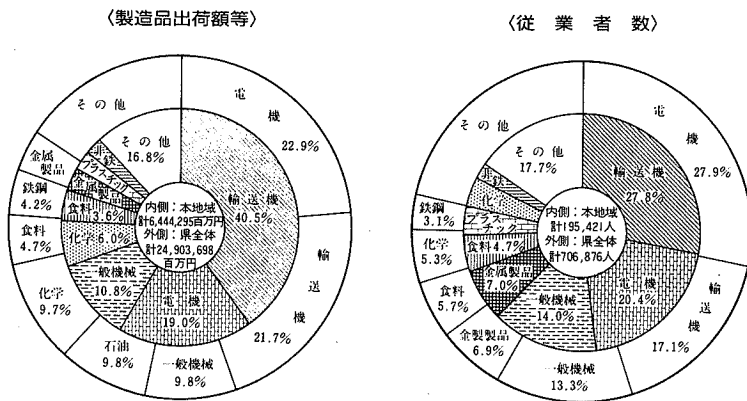 〈製造品出荷額等〉
電機
22.9%
輸送機
21.7%
一般機械
9.8%
石油
9.8%
化学
9.7%
食料
4.7%
鉄鋼
4.2%
金属製品
その他
輸送機
40.5%
電機
19.0%
一般機械
10.8%
化学6.0%
食料
3.6%
金属製品
プラスチック
非鉄
その他
16.8%
内側：本地域
計6,444,295百万円
外側：県全体
計24,903,698
百万円
〈従業者数〉
電機
27.9%
輸送機
17.1%
一般機械
13.3%
金製製品
6.9%
食料
5.7%
化学
5.3%
鉄鋼
3.1%
その他
輸送機
27.8%
電機
20.4%
一般機械
14.0%
金属製品
7.0%
食料4.7%
プラスチック
化学
非鉄
その他
17.7%
内側：本地域
計195,421人
外側：県全体
計706,876人